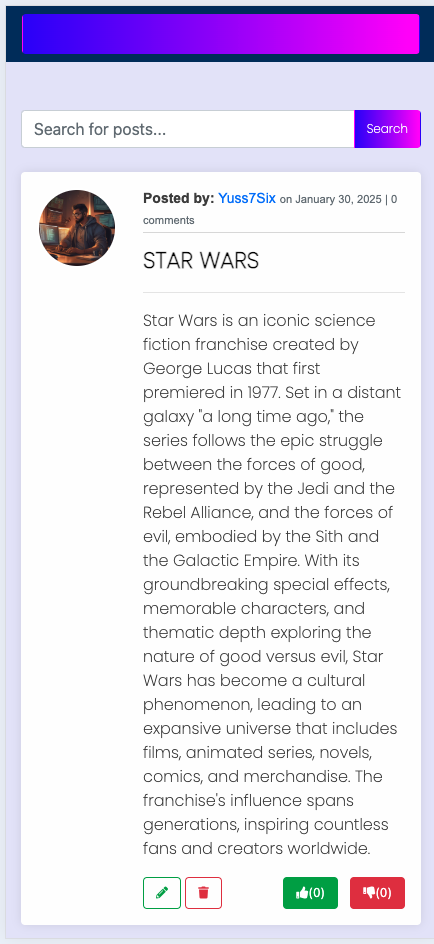 Search for posts...
Search
Posted by: Yuss7Six on January 30, 2025 | 0
comments
STAR WARS
Star Wars is an iconic science
fiction franchise created by
George Lucas that first
premiered in 1977. Set in a distant
galaxy "a long time ago," the
series follows the epic struggle
between the forces of good,
represented by the Jedi and the
Rebel Alliance, and the forces of
evil, embodied by the Sith and
the Galactic Empire. With its
groundbreaking special effects,
memorable characters, and
thematic depth exploring the
nature of good versus evil, Star
Wars has become a cultural
phenomenon, leading to an
expansive universe that includes
films, animated series, novels,
comics, and merchandise. The
franchise's influence spans
generations, inspiring countless
fans and creators worldwide.
(0)
(0)